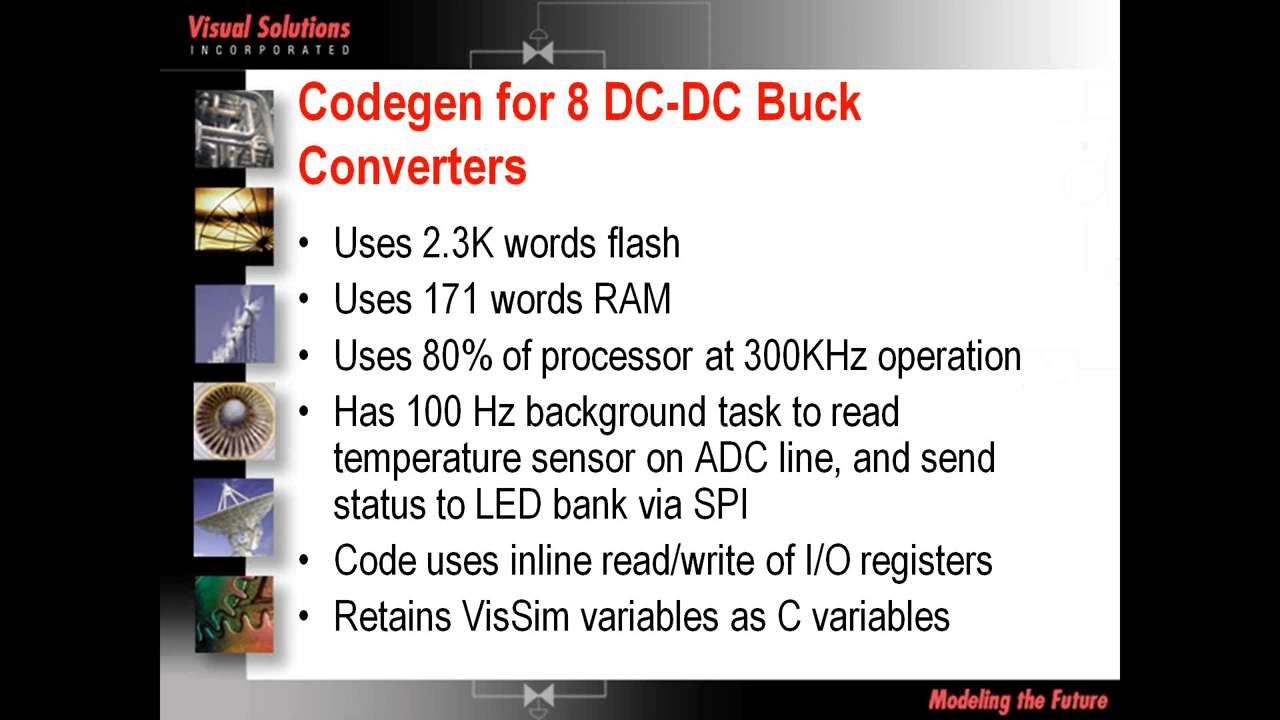 Visual Solutions
INCORPORATED
Codegen for 8 DC-DC Buck
Converters
• Uses 2.3K words flash
• Uses 171 words RAM
• Uses 80% of processor at 300KHz operation
• Has 100 Hz background task to read
temperature sensor on ADC line, and send
status to LED bank via SPI
• Code uses inline read/write of I/O registers
• Retains VisSim variables as C variables
Modeling the Future